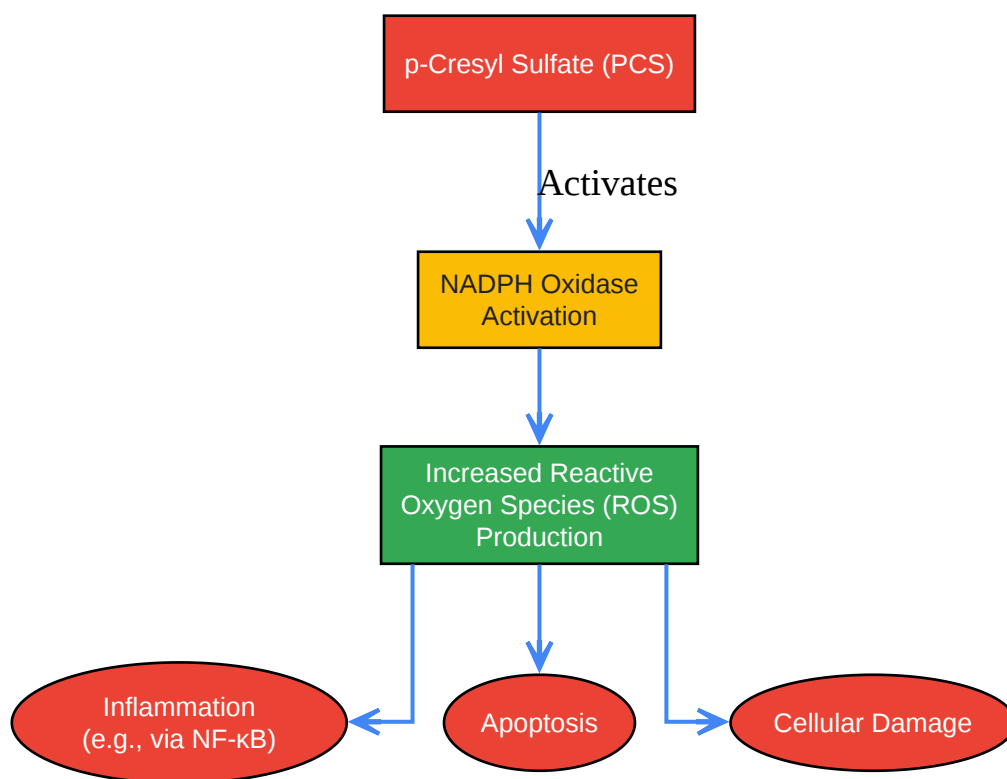 p-Cresyl Sulfate (PCS)
Activates
NADPH Oxidase
Activation
Increased Reactive
Oxygen Species (ROS)
Production
Inflammation
(e.g., via NF-κB)
Apoptosis
Cellular Damage